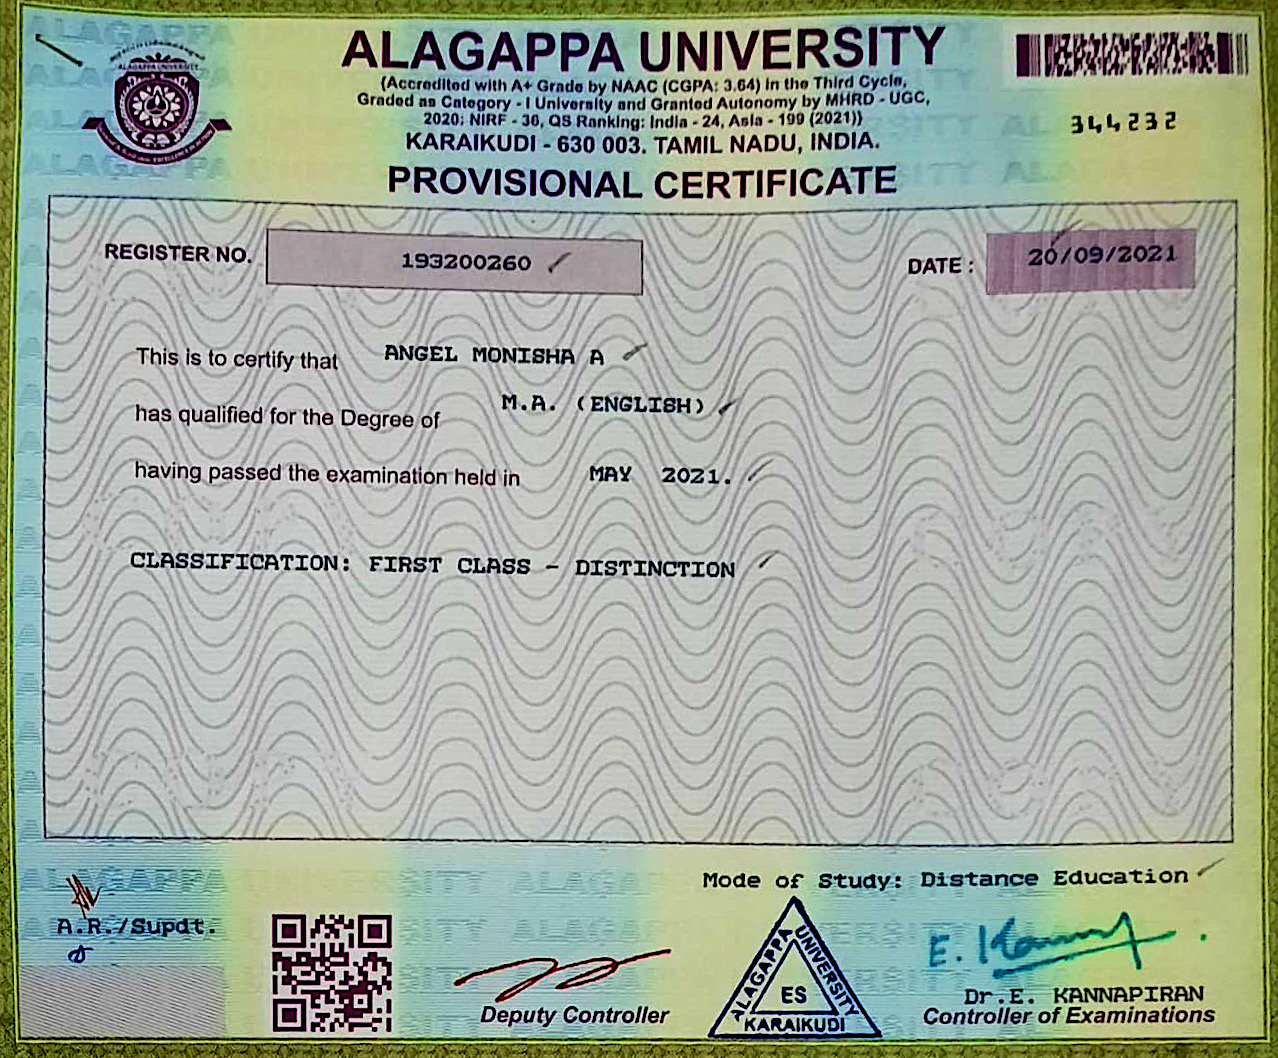 ALAGAPPA UNIVERSITY
(Accredited with A+ Grade by NAAC (CGPA: 3.64) in the Third Cycle,
Graded as Category - I University and Granted Autonomy by MHRD - UGC,
2020: NIRF - 36, QS Ranking: India - 24, Asia - 199 (2021))
KARAIKUDI - 630 003. TAMIL NADU, INDIA.
344232
PROVISIONAL CERTIFICATE
REGISTER NO. 193200260
DATE : 20/09/2021
This is to certify that ANGEL MONISHA A
has qualified for the Degree of M.A. (ENGLISH)
having passed the examination held in MAY 2021.
CLASSIFICATION: FIRST CLASS - DISTINCTION
Mode of Study: Distance Education
A.R./Supdt.
Deputy Controller
ALAGAPPA UNIVERSITY
ES
KARAIKUDI
Dr.E. KANNAPIRAN
Controller of Examinations